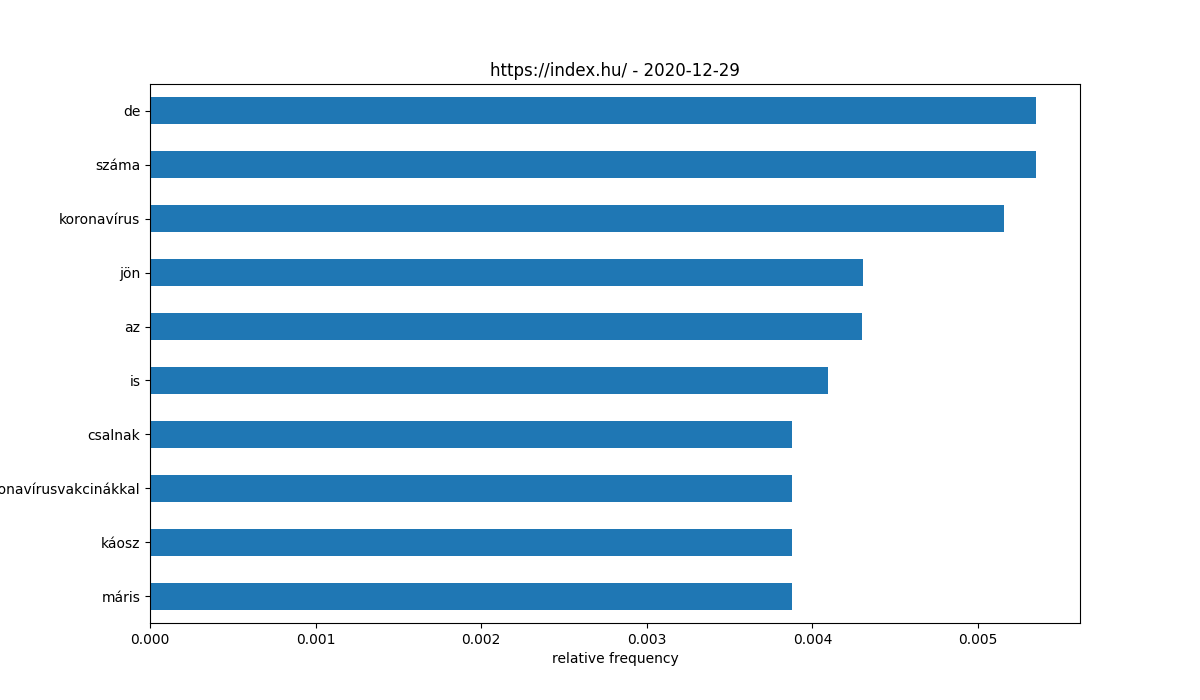 https://index.hu/ - 2020-12-29
de
száma
koronavírus
jön
az
is
csalnak
onavírusvakcinákkal
káosz
máris
0.000 0.001 0.002 0.003 0.004 0.005
relative frequency